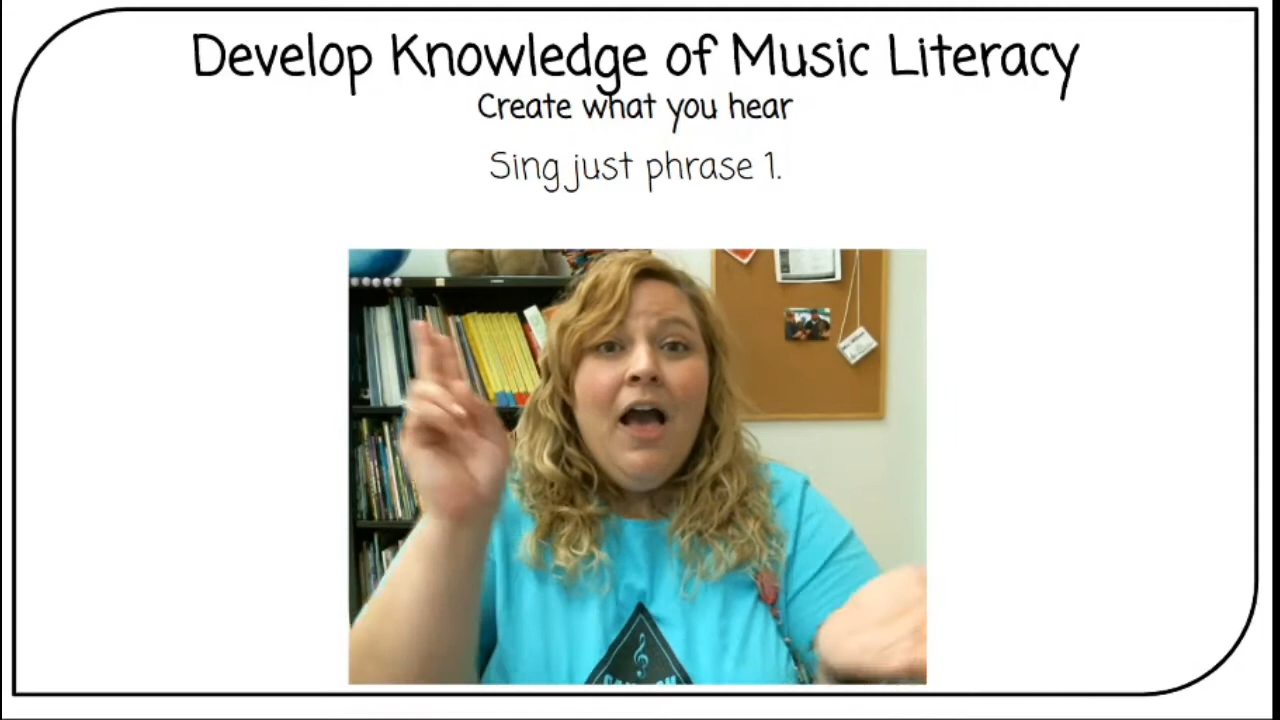 Develop Knowledge of Music Literacy
Create what you hear
Sing just phrase 1.